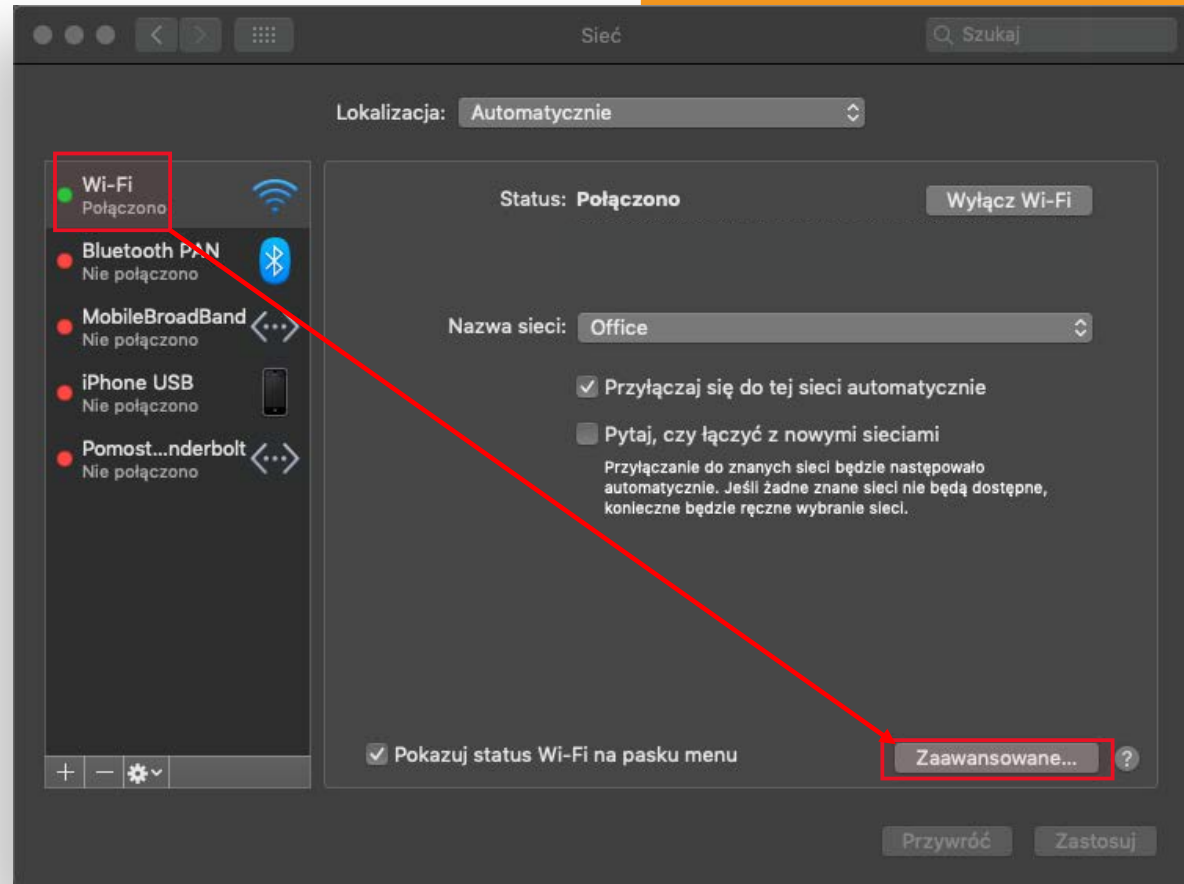 Sieć
Szukaj
Lokalizacja: Automatycznie
Wi-Fi
Połączono
Bluetooth PAN
Nie połączono
MobileBroadBand
Nie połączono
iPhone USB
Nie połączono
Pomost...nderbolt
Nie połączono
Status: Połączono
Wyłącz Wi-Fi
Nazwa sieci: Office
Przyłączaj się do tej sieci automatycznie
Pytaj, czy łączyć z nowymi sieciami
Przyłączanie do znanych sieci będzie następowało
automatycznie. Jeśli żadne znane sieci nie będą dostępne,
konieczne będzie ręczne wybranie sieci.
Pokazuj status Wi-Fi na pasku menu
Zaawansowane...
?
Przywróć
Zastosuj